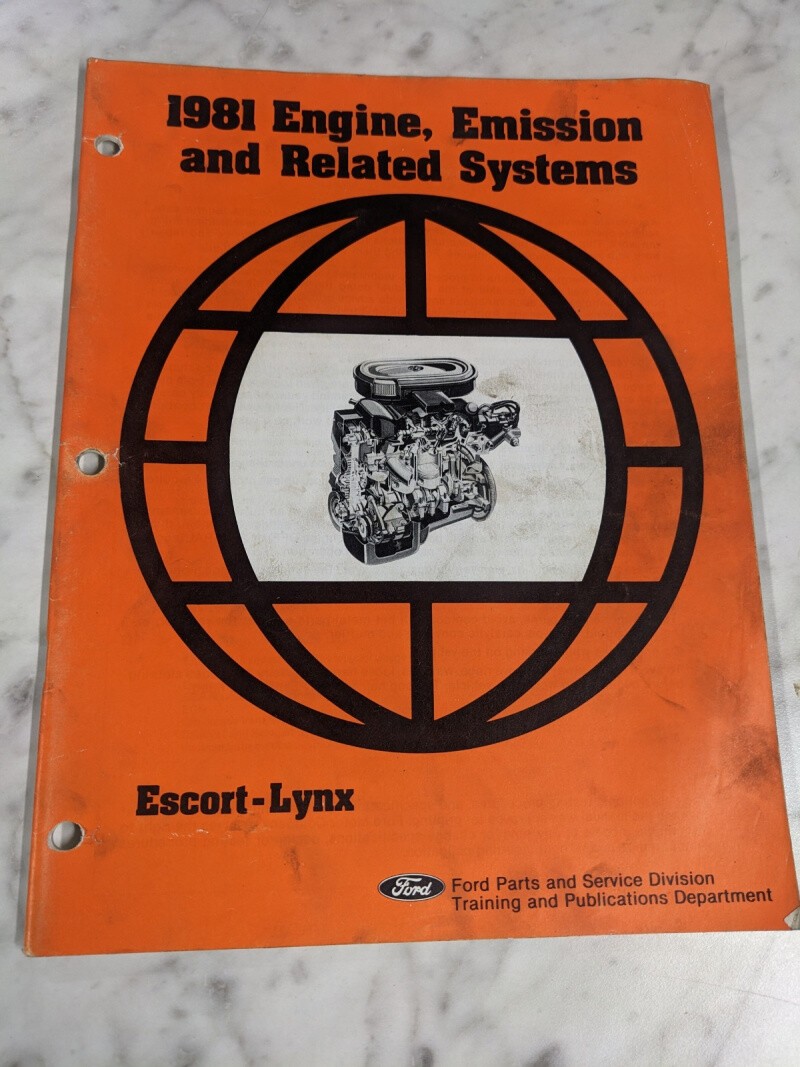 1981 Engine, Emission
and Related Systems
Escort-Lynx
Ford
Ford Parts and Service Division
Training and Publications Department